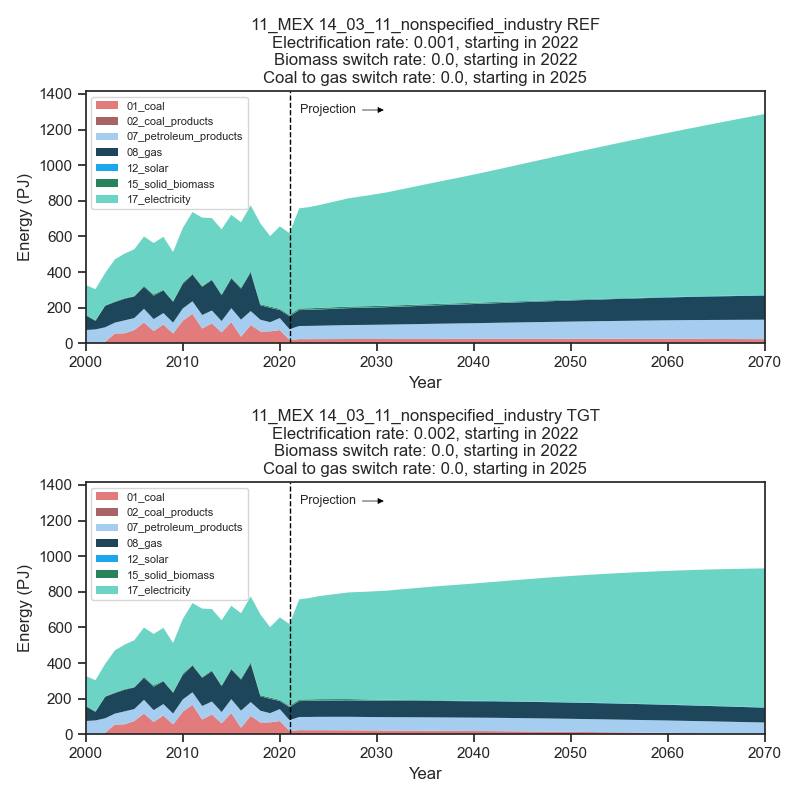 11_MEX 14_03_11_nonspecified_industry REF
Electrification rate: 0.001, starting in 2022
Biomass switch rate: 0.0, starting in 2022
Coal to gas switch rate: 0.0, starting in 2025
Energy (PJ)
1400
1200
1000
800
600
400
200
0
01_coal
02_coal_products
07_petroleum_products
08_gas
12_solar
15_solid_biomass
17_electricity
Projection
2000 2010 2020 2030 2040 2050 2060 2070
Year
11_MEX 14_03_11_nonspecified_industry TGT
Electrification rate: 0.002, starting in 2022
Biomass switch rate: 0.0, starting in 2022
Coal to gas switch rate: 0.0, starting in 2025
Energy (PJ)
1400
1200
1000
800
600
400
200
0
01_coal
02_coal_products
07_petroleum_products
08_gas
12_solar
15_solid_biomass
17_electricity
Projection
2000 2010 2020 2030 2040 2050 2060 2070
Year